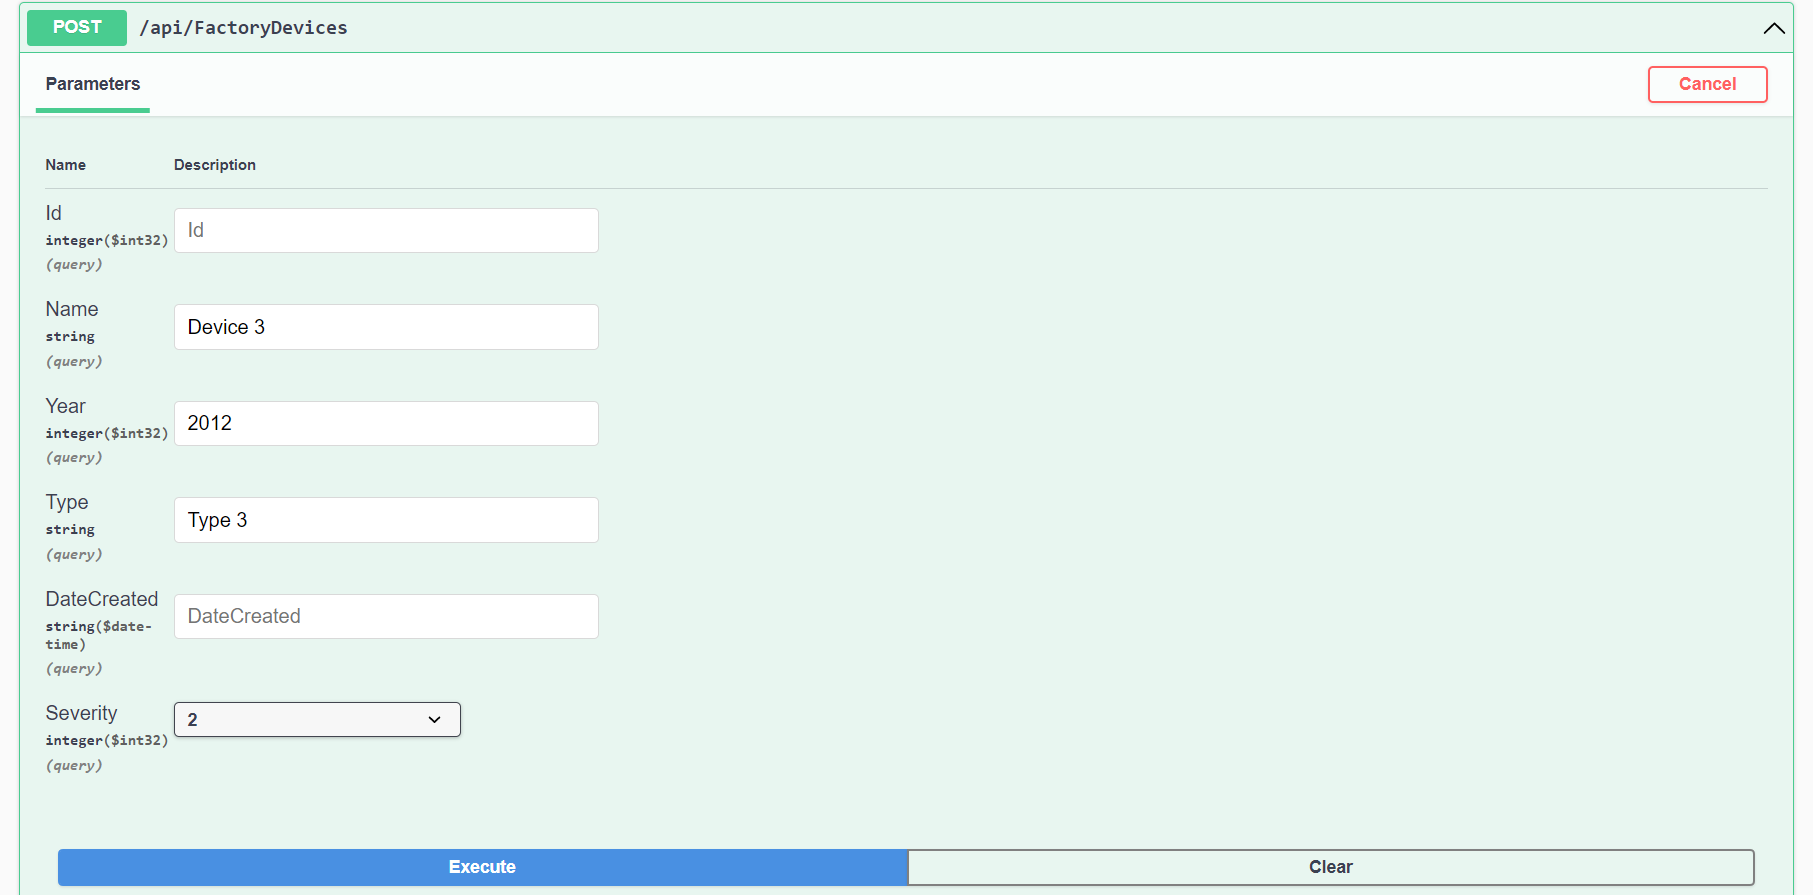 POST /api/FactoryDevices
Parameters
Cancel
Name Description
Id
integer($int32)
(query)
Id
Name
string
(query)
Device 3
Year
integer($int32)
(query)
2012
Type
string
(query)
Type 3
DateCreated
string($date-
time)
(query)
DateCreated
Severity
integer($int32)
(query)
2
Execute
Clear